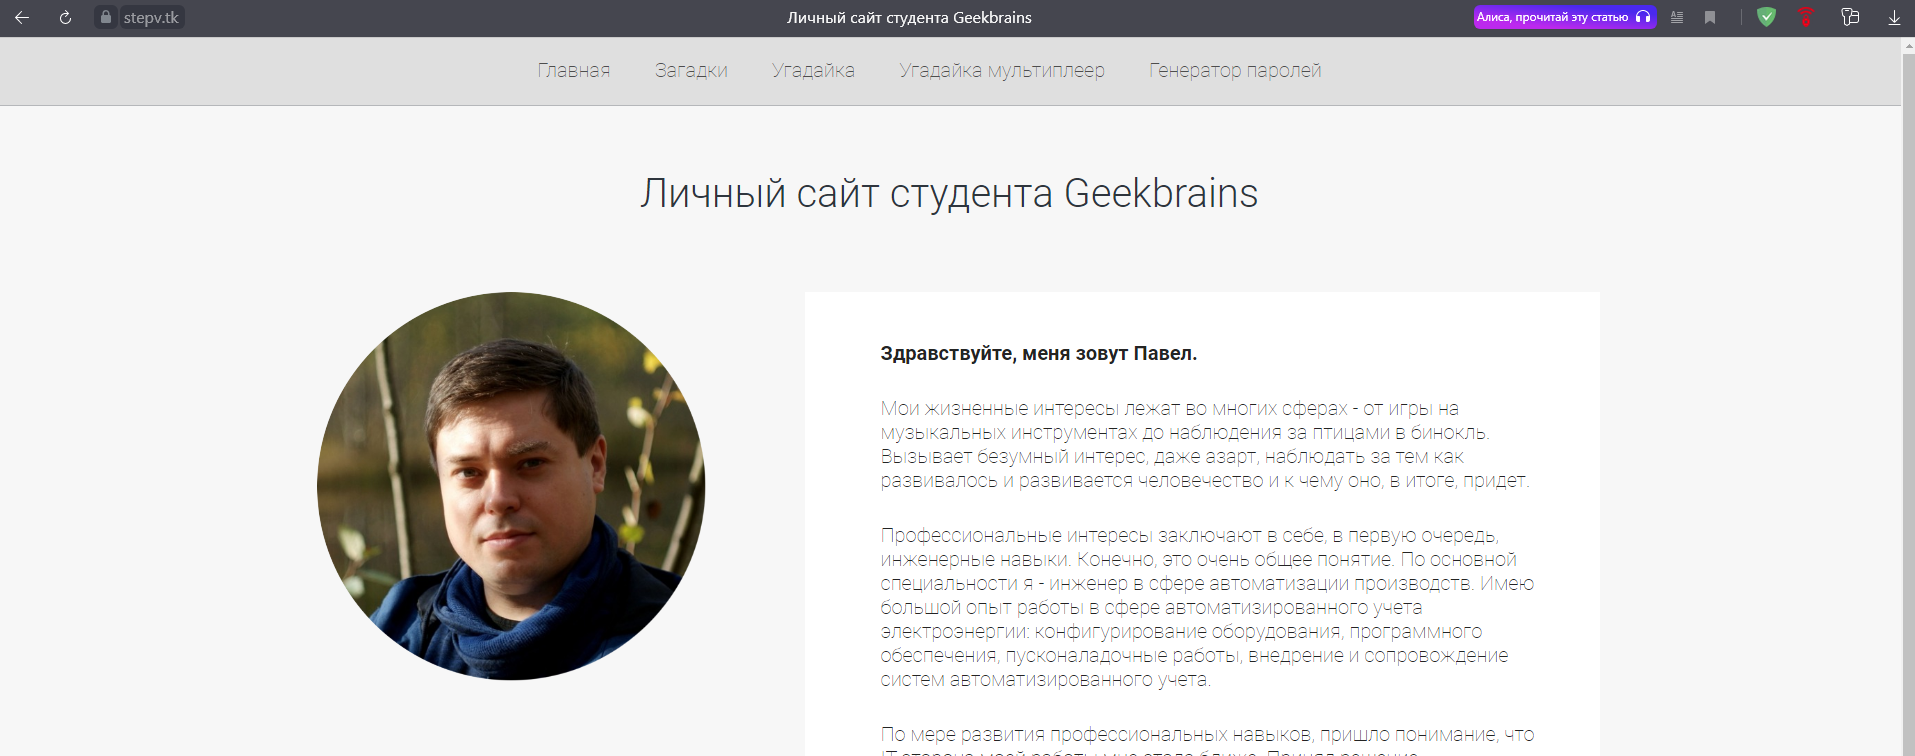 stepv.tk
Личный сайт студента Geekbrains
Алиса, прочитай эту статью
Главная
Загадки
Угадайка
Угадайка мультиплеер
Генератор паролей
Личный сайт студента Geekbrains
Здравствуйте, меня зовут Павел.
Мои жизненные интересы лежат во многих сферах - от игры на
музыкальных инструментах до наблюдения за птицами в бинокль.
Вызывает безумный интерес, даже азарт, наблюдать за тем как
развивалось и развивается человечество и к чему оно, в итоге, придет.
Профессиональные интересы заключают в себе, в первую очередь,
инженерные навыки. Конечно, это очень общее понятие. По основной
специальности я - инженер в сфере автоматизации производств. Имею
большой опыт работы в сфере автоматизированного учета
электроэнергии: конфигурирование оборудования, программного
обеспечения, пусконаладочные работы, внедрение и сопровождение
систем автоматизированного учета.
По мере развития профессиональных навыков, пришло понимание, что